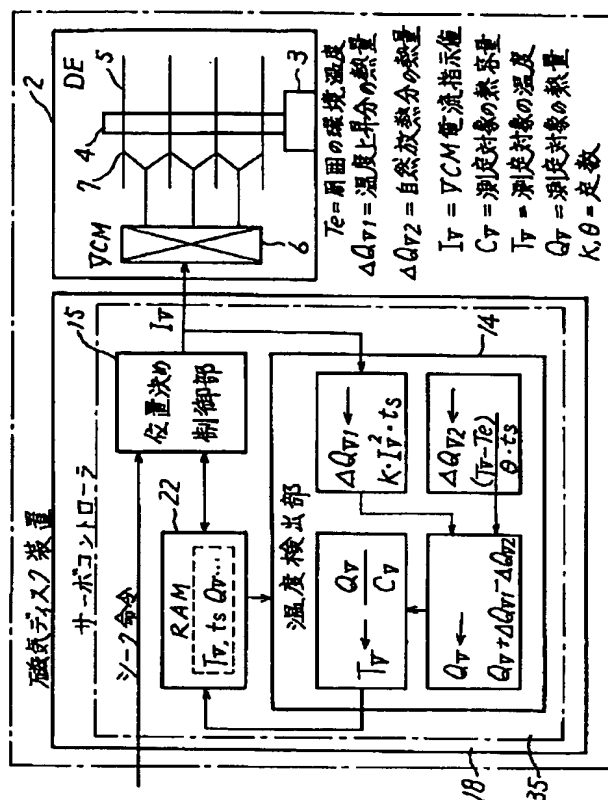 磁気ディスク装置
サーボコントローラ
シーク命令
22
RAM
Tv, ts Qv...
15
位置決め
制御部
Iv
温度検出部
14
Tv ← Qv / Cv
ΔQv1 ←
K・Iv²・ts
Qv ←
Qv+ΔQv1-ΔQv2
ΔQv2 ←
(Tv-Te)
θ・ts
18
35
2
DE
VCM
7
4
5
3
6
Te=周囲の環境温度
ΔQv1=温度上昇分の熱量
ΔQv2=自然放熱分の熱量
Iv=VCM電流指示値
Cv=測定対象の熱容量
Tv=測定対象の温度
Qv=測定対象の熱量
K,θ=定数